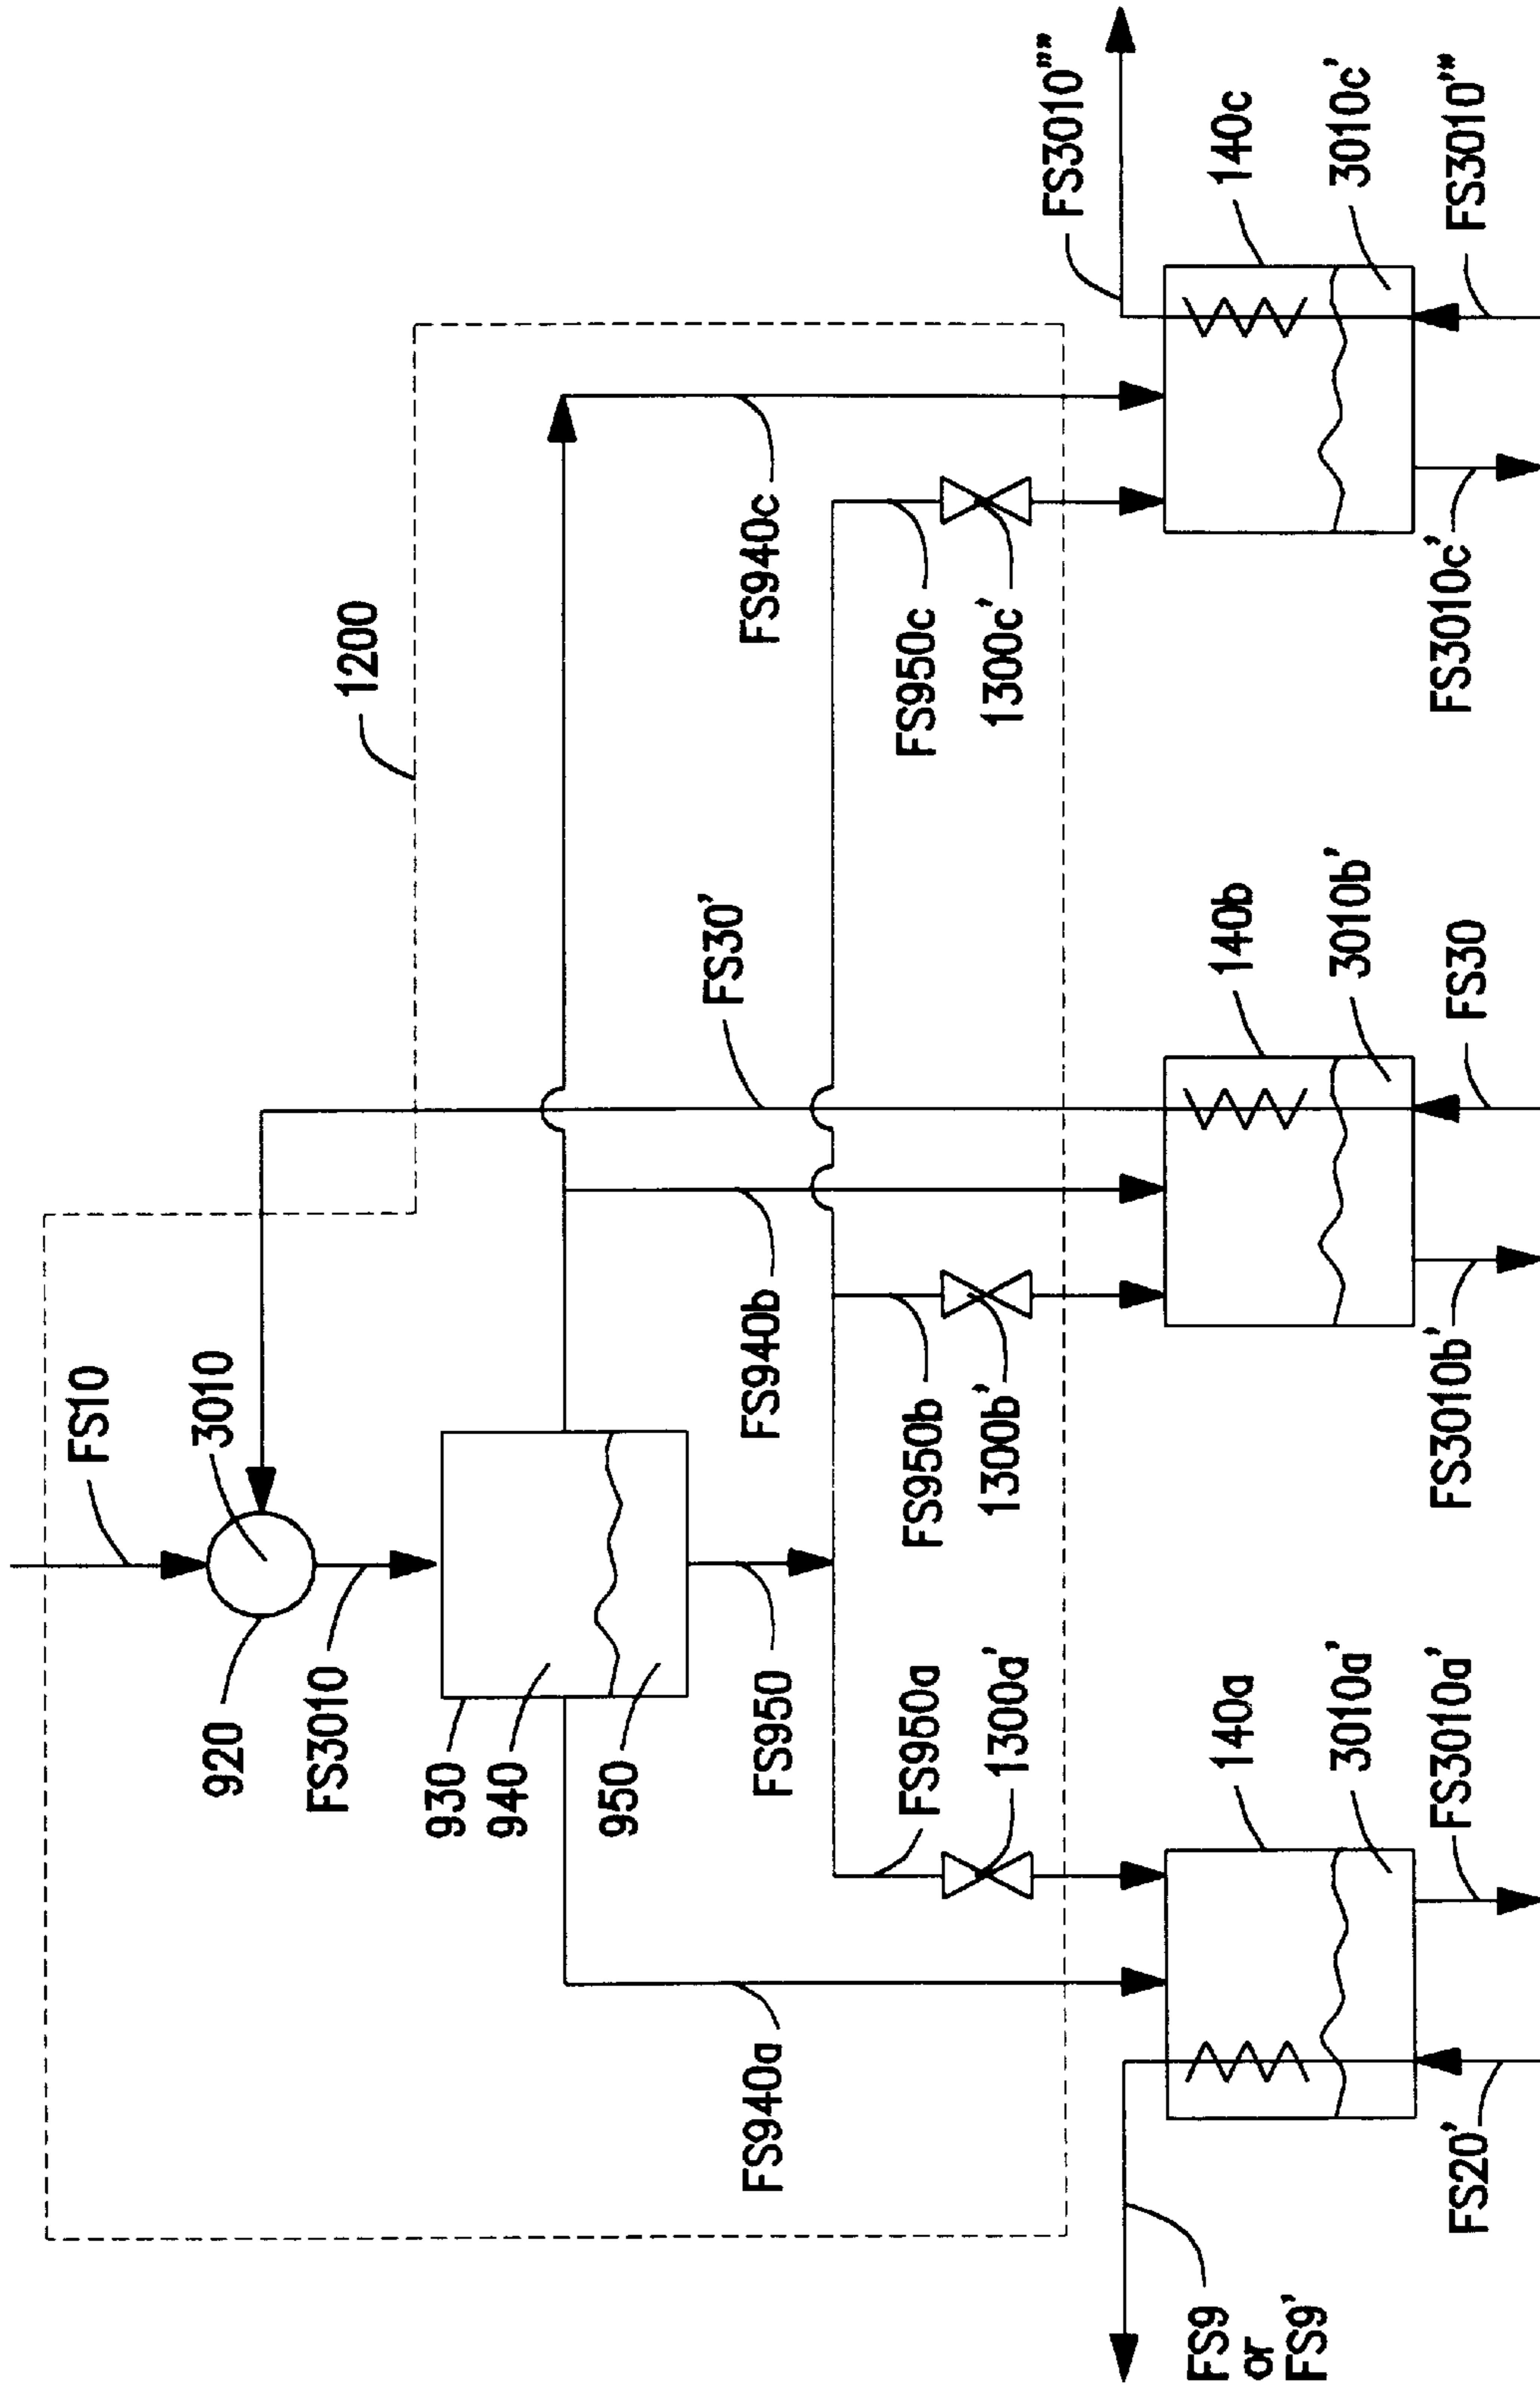 FS10
3010
920
FS3010
930
940
950
FS950
1200
FS30'
FS940a
FS940b
FS940c
FS950a
1300a'
FS950b
1300b'
FS950c
1300c'
FS9
or
FS9'
140a
3010a'
FS20'
FS3010a'
140b
3010b'
FS3010b'
FS30
FS3010""
140c
3010c'
FS3010c'
FS3010'"